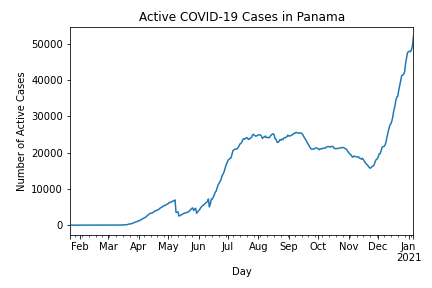 Active COVID-19 Cases in Panama
Number of Active Cases
50000
40000
30000
20000
10000
0
Feb Mar Apr May Jun Jul Aug Sep Oct Nov Dec Jan
2021
Day